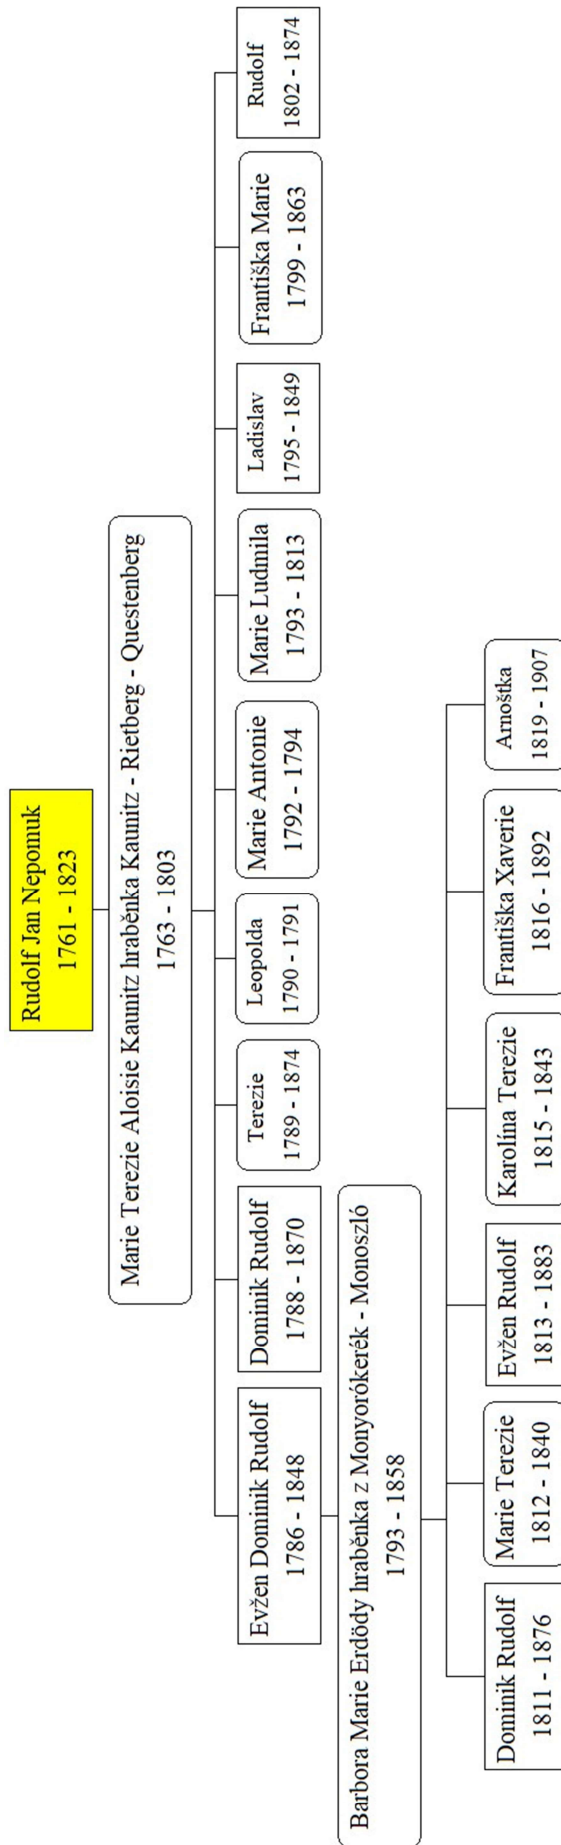 Rudolf Jan Nepomuk
1761 - 1823
Marie Terezie Aloisie Kaunitz hraběnka Kaunitz - Rietberg - Questenberg
1763 - 1803
Evžen Dominik Rudolf
1786 - 1848
Dominik Rudolf
1788 - 1870
Terezie
1789 - 1874
Leopolda
1790 - 1791
Marie Antonie
1792 - 1794
Marie Ludmila
1793 - 1813
Ladislav
1795 - 1849
Františka Marie
1799 - 1863
Rudolf
1802 - 1874
Barbora Marie Erdödy hraběnka z Monyorókerék - Monoszló
1793 - 1858
Dominik Rudolf
1811 - 1876
Marie Terezie
1812 - 1840
Evžen Rudolf
1813 - 1883
Karolína Terezie
1815 - 1843
Františka Xaverie
1816 - 1892
Arnoštka
1819 - 1907